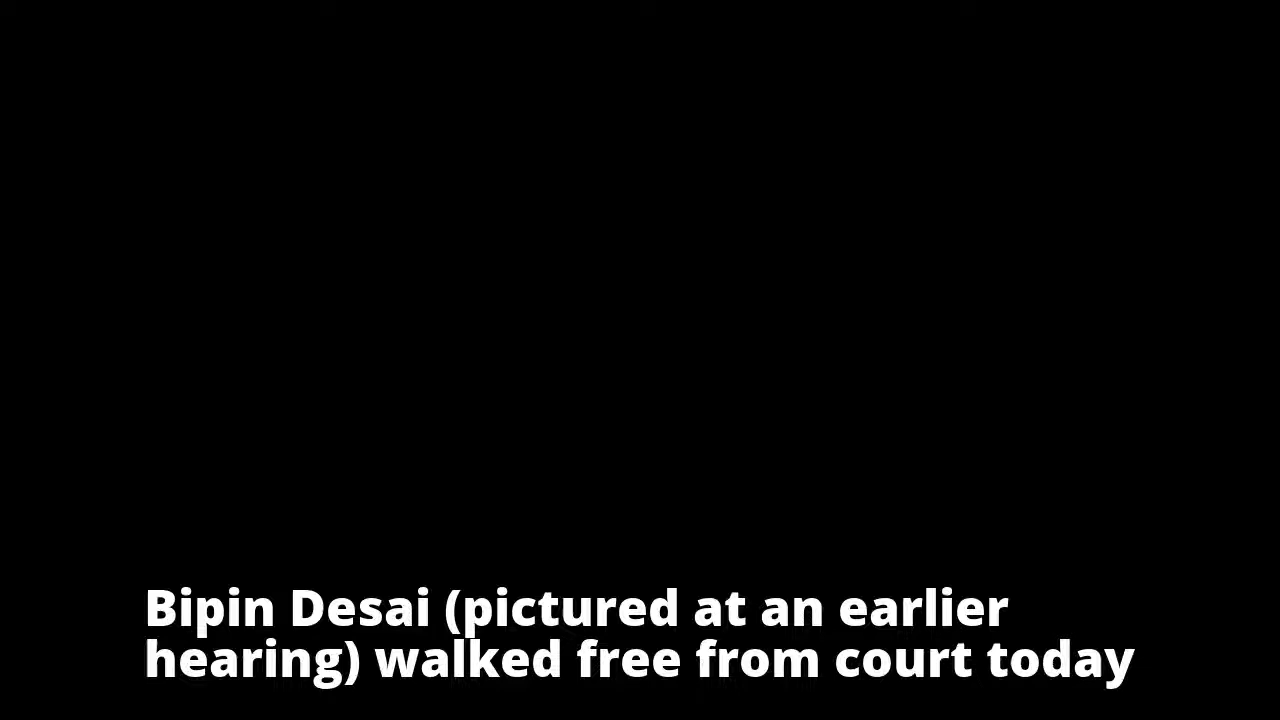 Bipin Desai (pictured at an earlier
hearing) walked free from court today